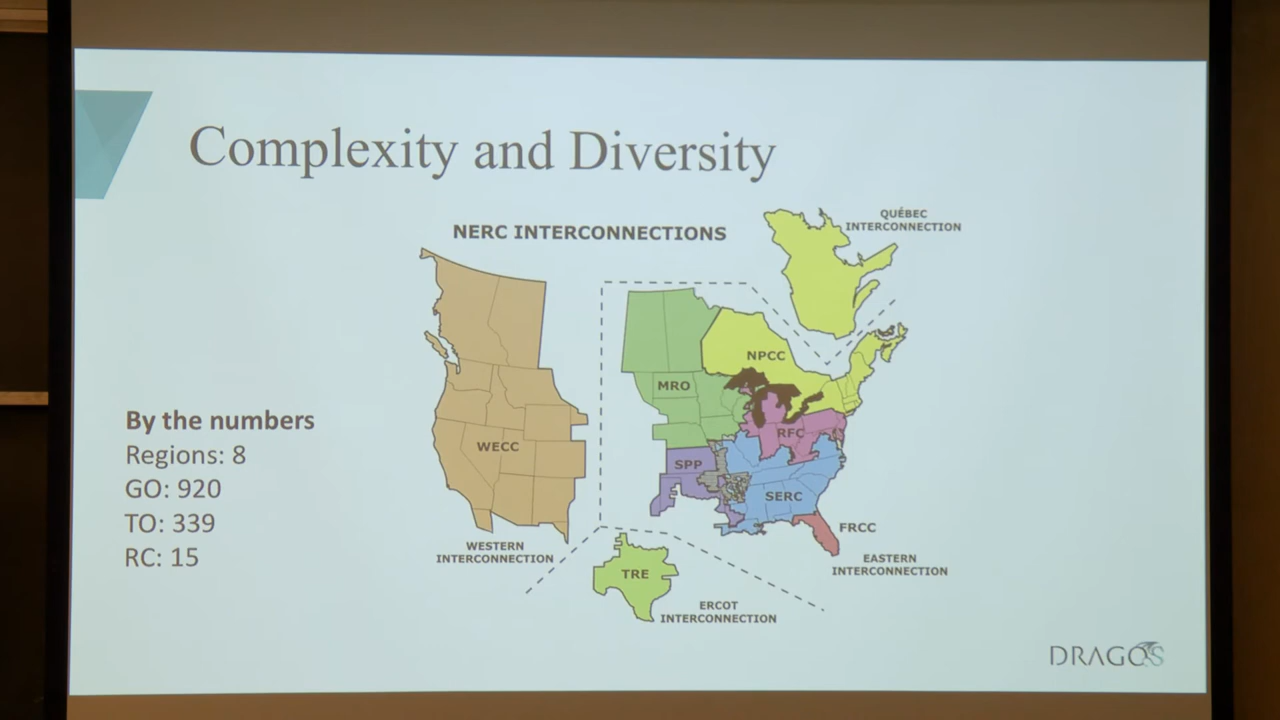 Complexity and Diversity
NERC INTERCONNECTIONS
QUÉBEC
INTERCONNECTION
NPCC
MRO
RFC
WECC
SPP
SERC
FRCC
By the numbers
Regions: 8
GO: 920
TO: 339
RC: 15
WESTERN
INTERCONNECTION
EASTERN
INTERCONNECTION
TRE
ERCOT
INTERCONNECTION
DRAGOS